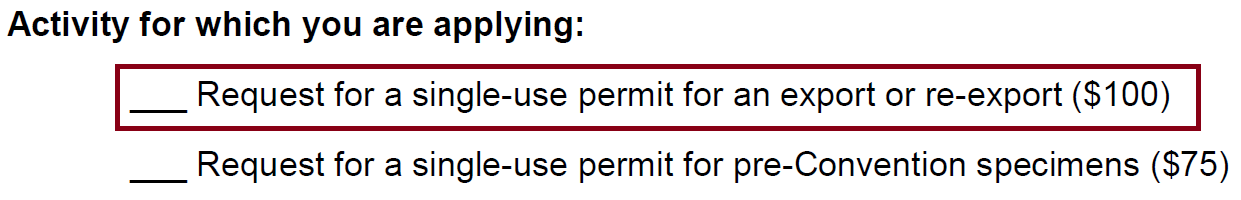 Activity for which you are applying:
___ Request for a single-use permit for an export or re-export ($100)
___ Request for a single-use permit for pre-Convention specimens ($75)